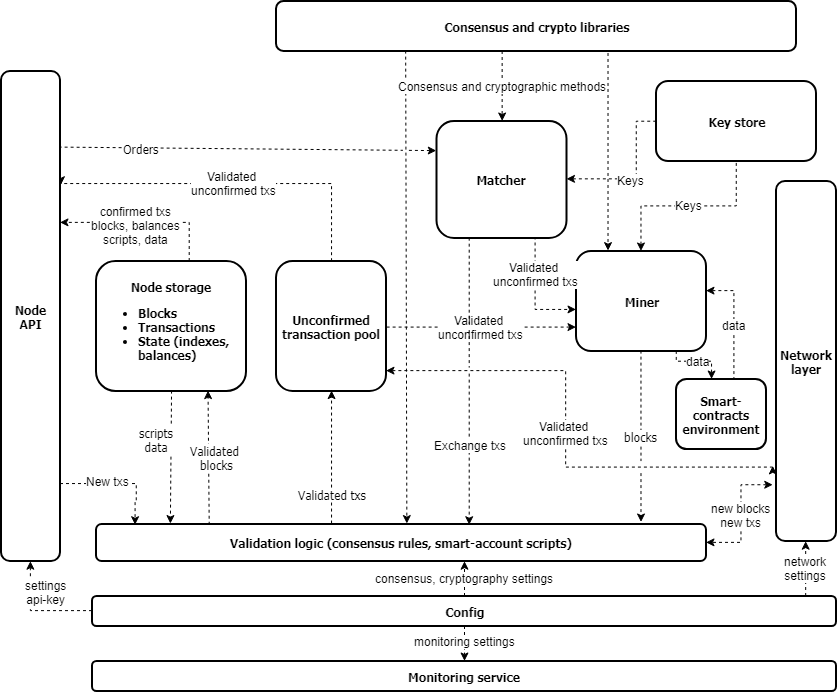 Consensus and crypto libraries
Consensus and cryptographic methods
Key store
Orders
Matcher
Keys
Validated
unconfirmed txs
Keys
confirmed txs
blocks, balances
scripts, data
Node
API
Node storage
• Blocks
• Transactions
• State (indexes,
balances)
Unconfirmed
transaction pool
Validated
unconfirmed txs
Validated
unconfirmed txs
Miner
data
data
Network
layer
Smart-
contracts
environment
scripts
data
Validated
blocks
Exchange txs
Validated
unconfirmed txs
blocks
New txs
Validated txs
new blocks
new txs
Validation logic (consensus rules, smart-account scripts)
network
settings
settings
api-key
consensus, cryptography settings
Config
monitoring settings
Monitoring service